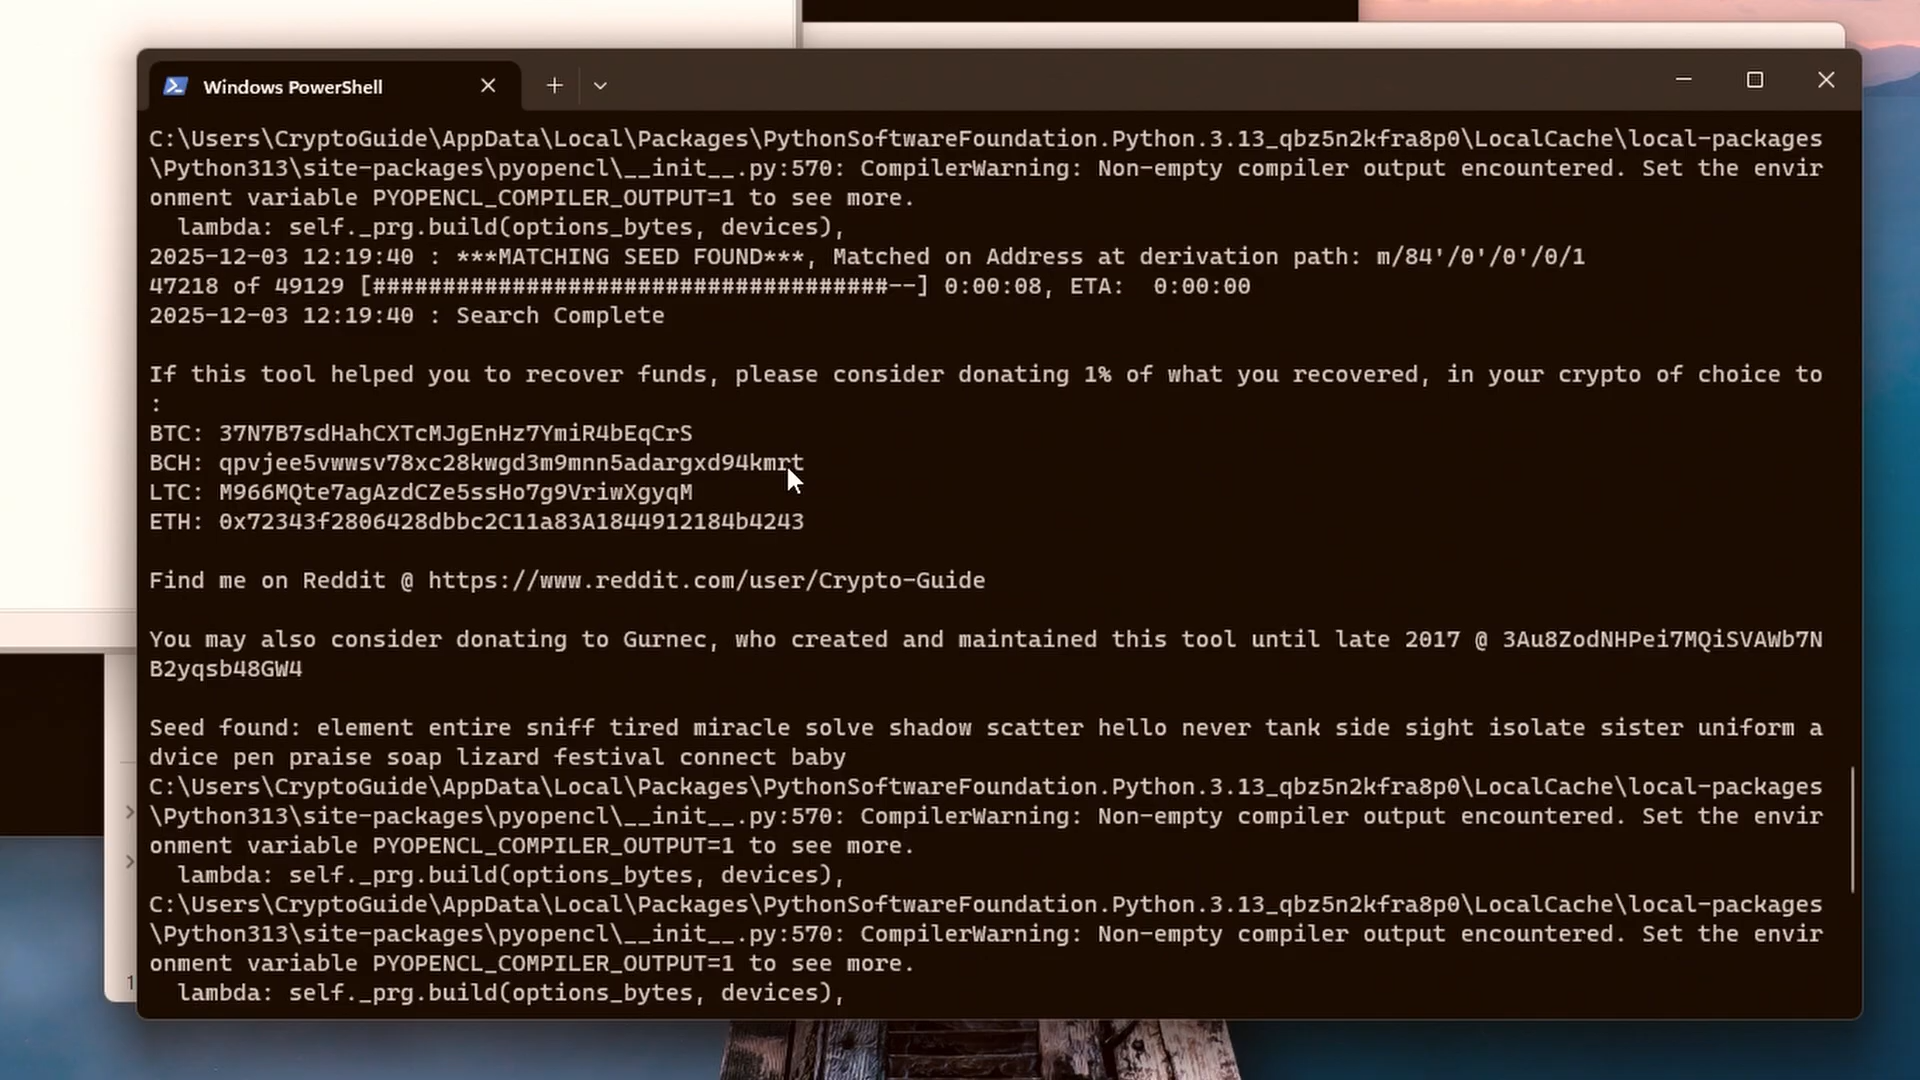 Windows PowerShell
C:\Users\CryptoGuide\AppData\Local\Packages\PythonSoftwareFoundation.Python.3.13_qbz5n2kfra8p0\LocalCache\local-packages
\Python313\site-packages\pyopencl\__init__.py:570: CompilerWarning: Non-empty compiler output encountered. Set the envir
onment variable PYOPENCL_COMPILER_OUTPUT=1 to see more.
  lambda: self._prg.build(options_bytes, devices),
2025-12-03 12:19:40 : ***MATCHING SEED FOUND***, Matched on Address at derivation path: m/84'/0'/0'/0/1
47218 of 49129 [#####################################--] 0:00:08, ETA:  0:00:00
2025-12-03 12:19:40 : Search Complete
If this tool helped you to recover funds, please consider donating 1% of what you recovered, in your crypto of choice to
:
BTC: 37N7B7sdHahCXTcMJgEnHz7YmiR4bEqCrS
BCH: qpvjee5vwwsv78xc28kwgd3m9mnn5adargxd94kmrt
LTC: M966MQte7agAzdCZe5ssHo7g9VriwXgyqM
ETH: 0x72343f2806428dbbc2C11a83A1844912184b4243
Find me on Reddit @ https://www.reddit.com/user/Crypto-Guide
You may also consider donating to Gurnec, who created and maintained this tool until late 2017 @ 3Au8ZodNHPei7MQiSVAWb7N
B2yqsb48GW4
Seed found: element entire sniff tired miracle solve shadow scatter hello never tank side sight isolate sister uniform a
dvice pen praise soap lizard festival connect baby
C:\Users\CryptoGuide\AppData\Local\Packages\PythonSoftwareFoundation.Python.3.13_qbz5n2kfra8p0\LocalCache\local-packages
\Python313\site-packages\pyopencl\__init__.py:570: CompilerWarning: Non-empty compiler output encountered. Set the envir
onment variable PYOPENCL_COMPILER_OUTPUT=1 to see more.
  lambda: self._prg.build(options_bytes, devices),
C:\Users\CryptoGuide\AppData\Local\Packages\PythonSoftwareFoundation.Python.3.13_qbz5n2kfra8p0\LocalCache\local-packages
\Python313\site-packages\pyopencl\__init__.py:570: CompilerWarning: Non-empty compiler output encountered. Set the envir
onment variable PYOPENCL_COMPILER_OUTPUT=1 to see more.
  lambda: self._prg.build(options_bytes, devices),
1